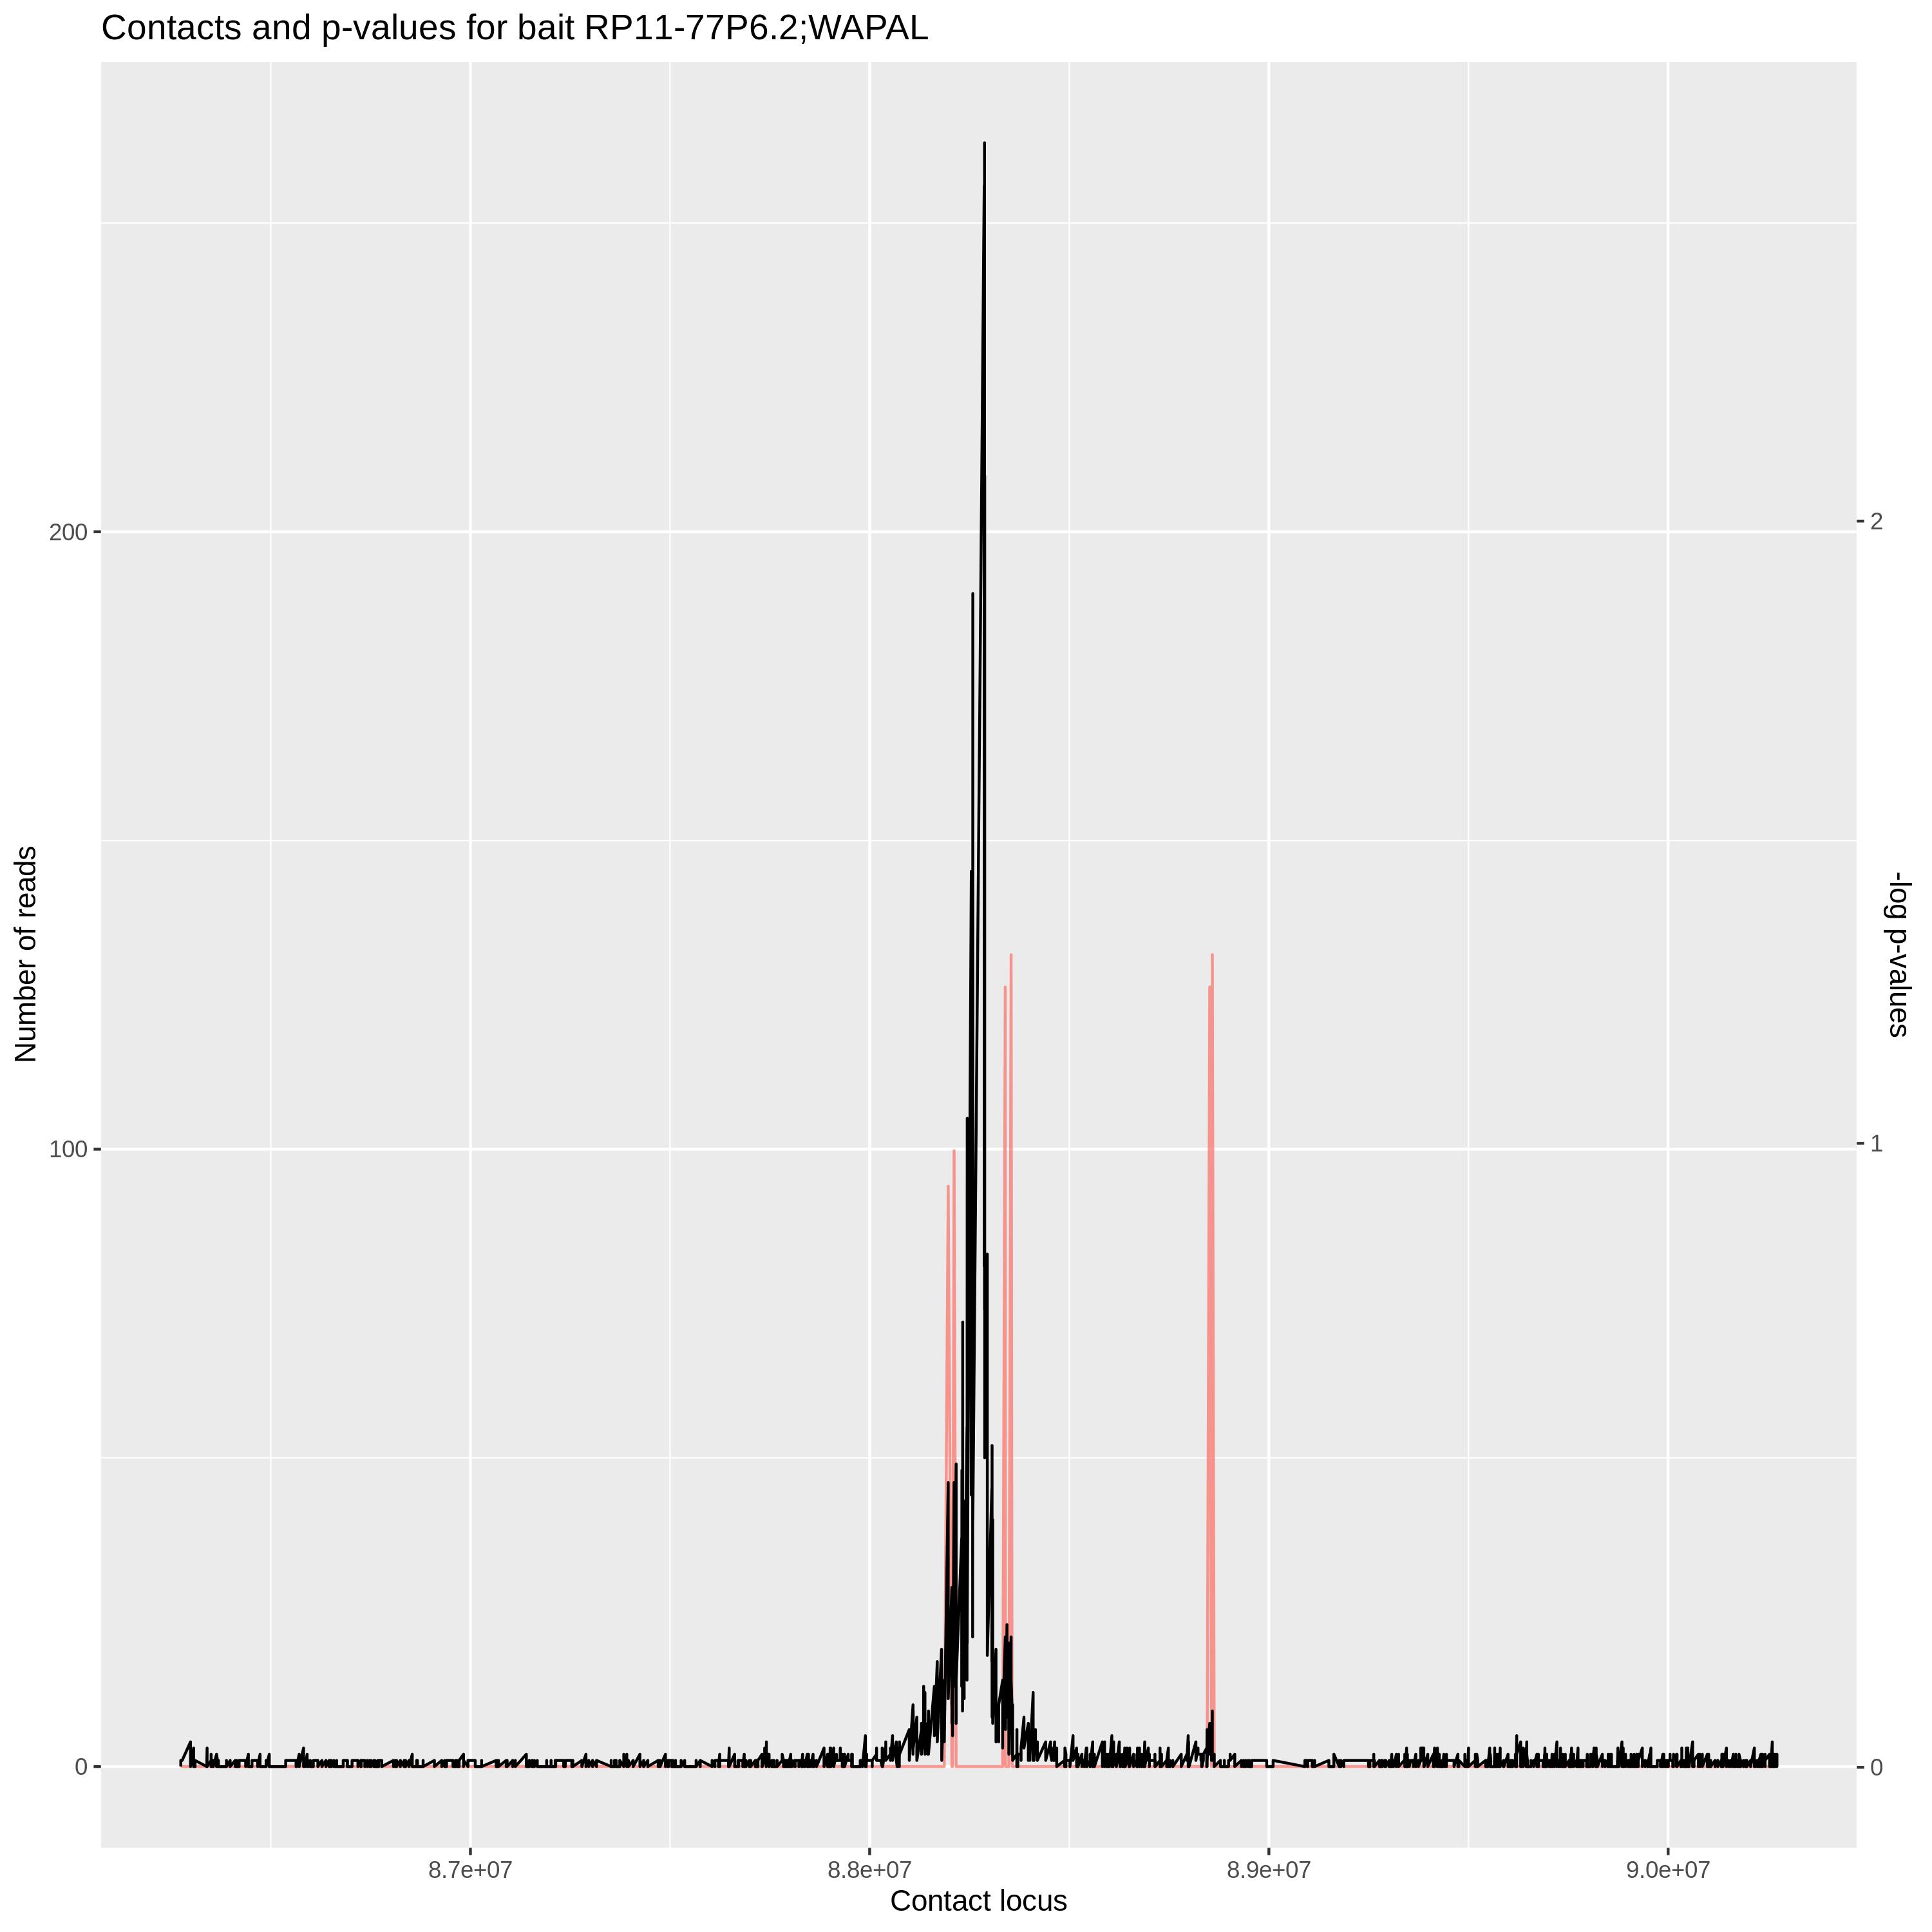 Contacts and p-values for bait RP11-77P6.2;WAPAL
Number of reads
200
100
0
2
1
0
-log p-values
8.7e+07
8.8e+07
8.9e+07
9.0e+07
Contact locus